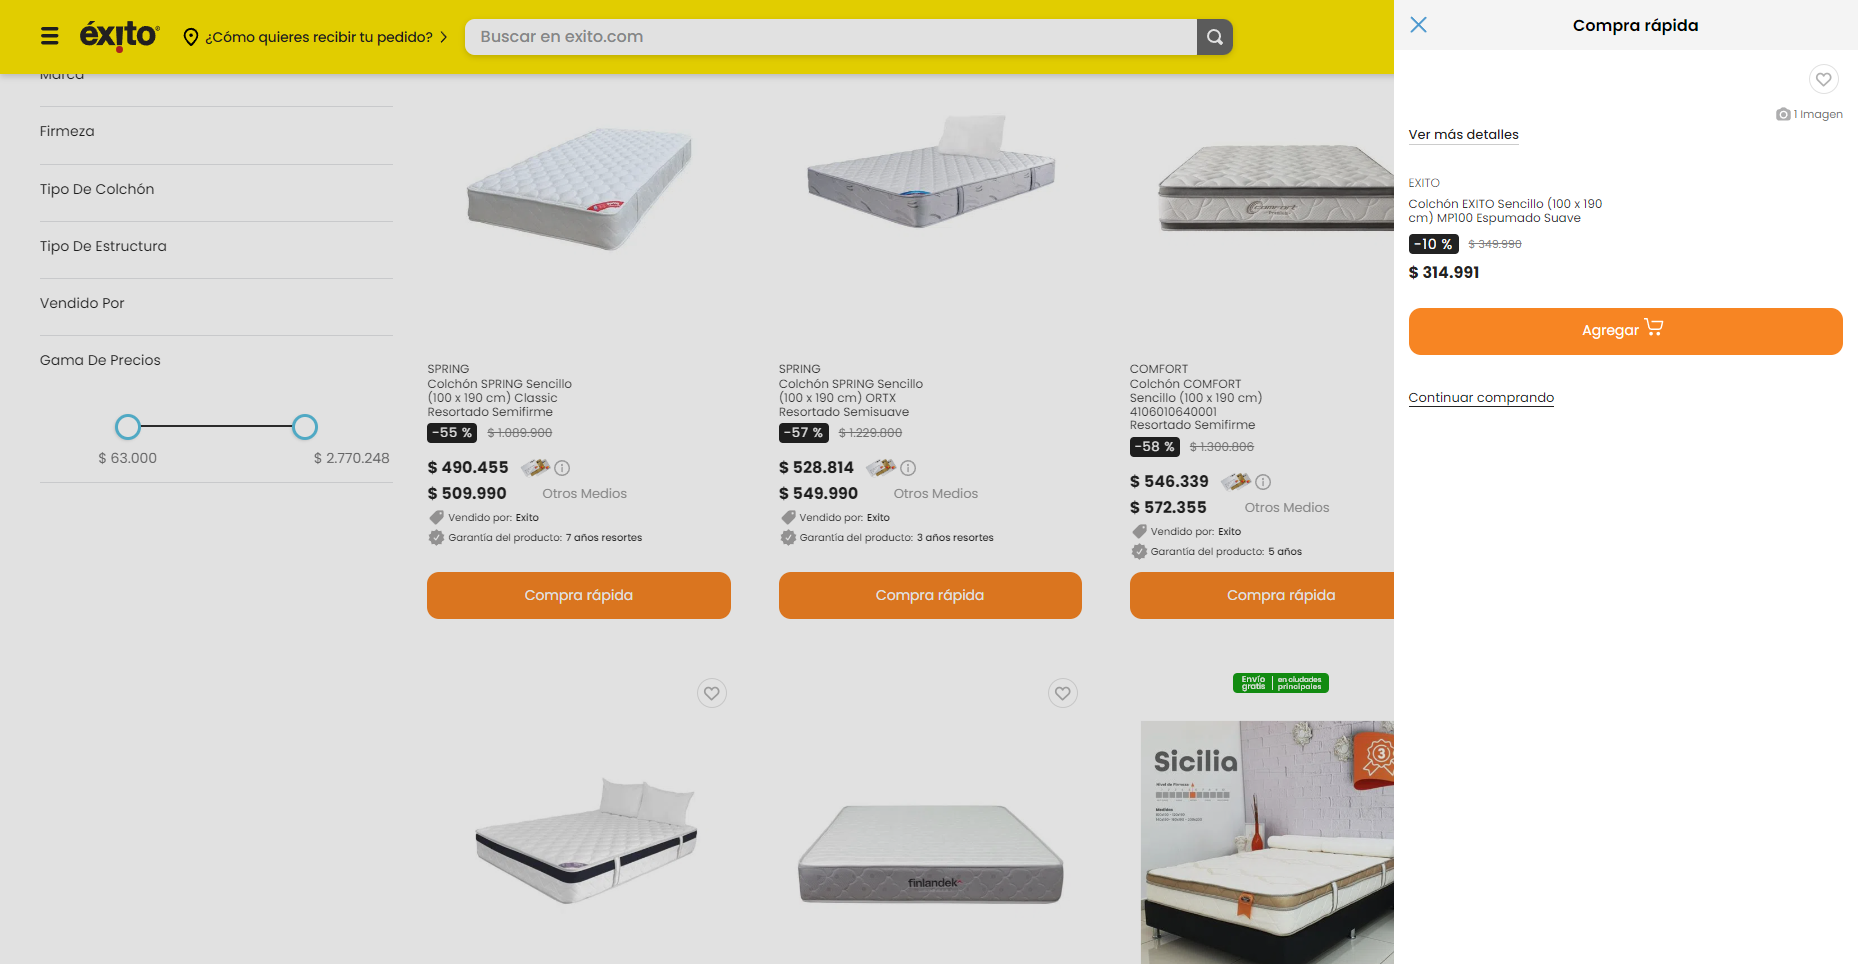 éxito
¿Cómo quieres recibir tu pedido?
Buscar en exito.com
Marca
Firmeza
Tipo De Colchón
Tipo De Estructura
Vendido Por
Gama De Precios
$ 63.000
$ 2.770.248
SPRING
Colchón SPRING Sencillo
(100 x 190 cm) Classic
Resortado Semifirme
-55 % $ 1.089.900
$ 490.455
$ 509.990 Otros Medios
Vendido por: Exito
Garantía del producto: 7 años resortes
Compra rápida
SPRING
Colchón SPRING Sencillo
(100 x 190 cm) ORTX
Resortado Semisuave
-57 % $ 1.229.800
$ 528.814
$ 549.990 Otros Medios
Vendido por: Exito
Garantía del producto: 3 años resortes
Compra rápida
comfort
COMFORT
Colchón COMFORT
Sencillo (100 x 190 cm)
4106010640001
Resortado Semifirme
-58 % $ 1.300.806
$ 546.339
$ 572.355 Otros Medios
Vendido por: Exito
Garantía del producto: 5 años
Compra rápida
finlandek
Envío
gratis
en ciudades
principales
Sicilia
Nivel de Firmeza
Medidas
3
Compra rápida
1 Imagen
Ver más detalles
EXITO
Colchón EXITO Sencillo (100 x 190
cm) MP100 Espumado Suave
-10 % $ 349.990
$ 314.991
Agregar
Continuar comprando